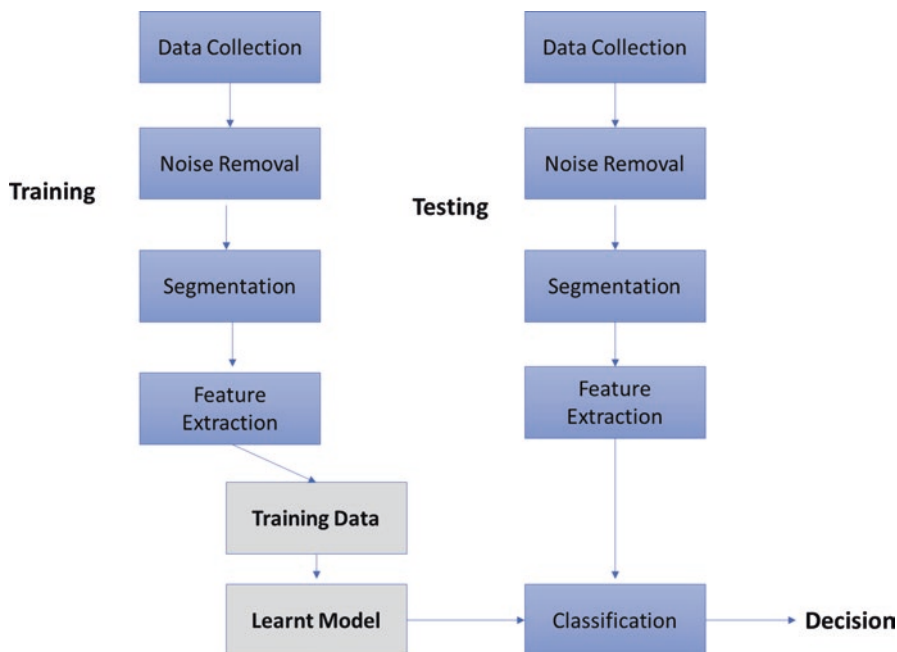 Training
Data Collection
Noise Removal
Segmentation
Feature
Extraction
Training Data
Learnt Model
Testing
Data Collection
Noise Removal
Segmentation
Feature
Extraction
Classification
Decision